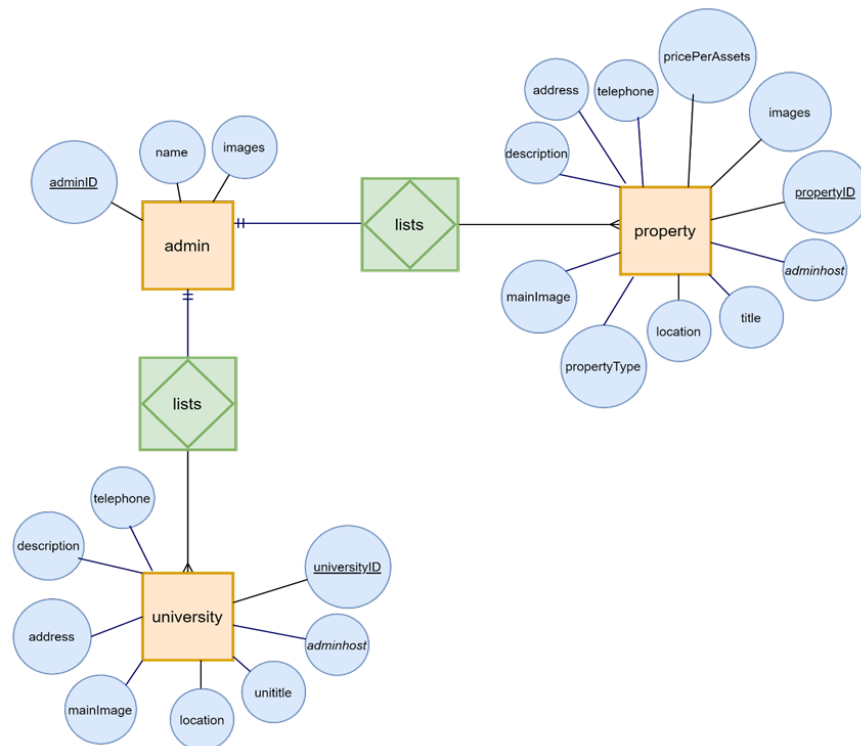 pricePerAssets
address
telephone
images
description
name
images
adminID
propertyID
lists
admin
property
adminhost
mainImage
title
location
propertyType
lists
telephone
description
universityID
university
address
adminhost
unititle
mainImage
location